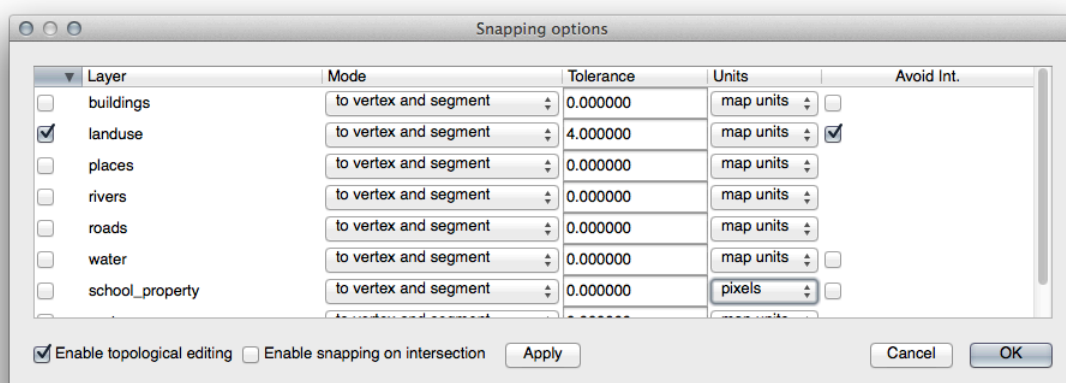 Snapping options
Layer Mode Tolerance Units Avoid Int.
buildings to vertex and segment 0.000000 map units
landuse to vertex and segment 4.000000 map units
places to vertex and segment 0.000000 map units
rivers to vertex and segment 0.000000 map units
roads to vertex and segment 0.000000 map units
water to vertex and segment 0.000000 map units
school_property to vertex and segment 0.000000 pixels
Enable topological editing Enable snapping on intersection Apply Cancel OK